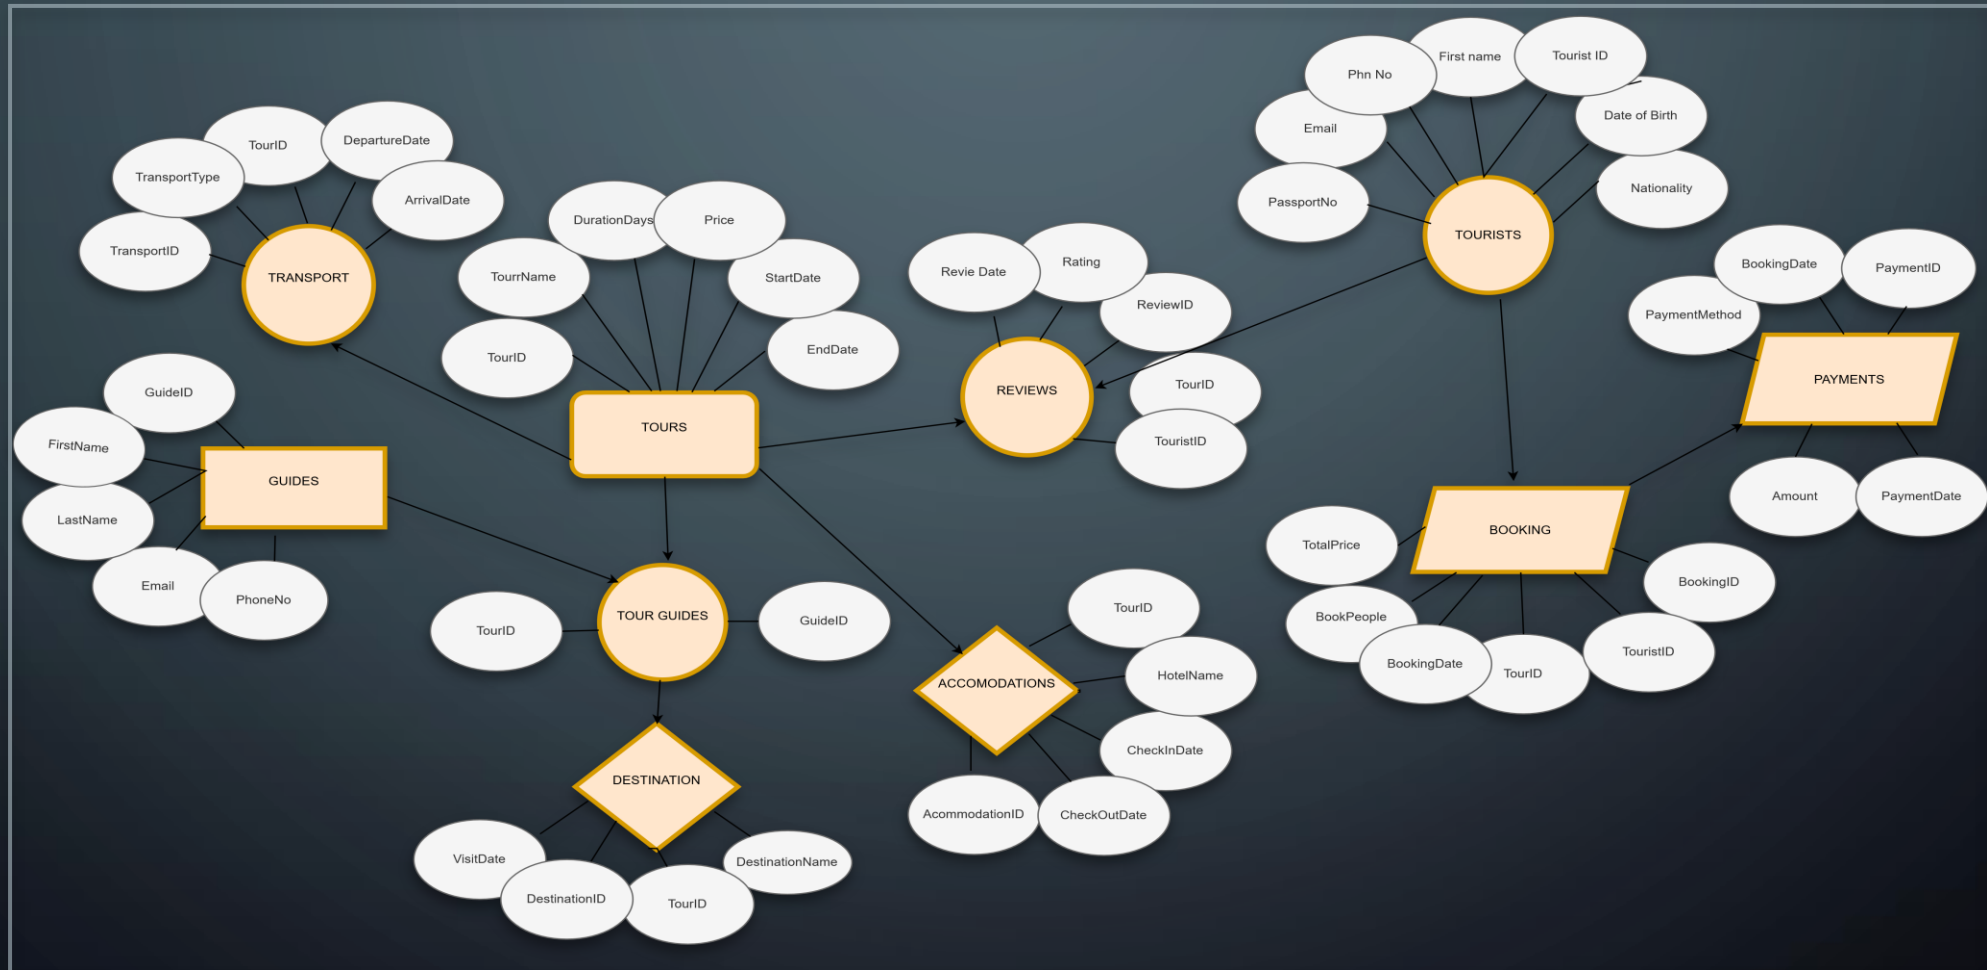 First name
Tourist ID
Phn No
Date of Birth
Email
Nationality
PassportNo
TOURISTS
TourID
DepartureDate
TransportType
ArrivalDate
TransportID
TRANSPORT
DurationDays
Price
TourrName
StartDate
TourID
EndDate
TOURS
Revie Date
Rating
ReviewID
TourID
TouristID
REVIEWS
BookingDate
PaymentID
PaymentMethod
PAYMENTS
Amount
PaymentDate
GuideID
FirstName
LastName
Email
PhoneNo
GUIDES
TourID
TOUR GUIDES
GuideID
BOOKING
TotalPrice
BookPeople
BookingDate
TourID
TouristID
BookingID
TourID
HotelName
CheckInDate
CheckOutDate
AcommodationID
ACCOMODATIONS
DESTINATION
VisitDate
DestinationID
TourID
DestinationName